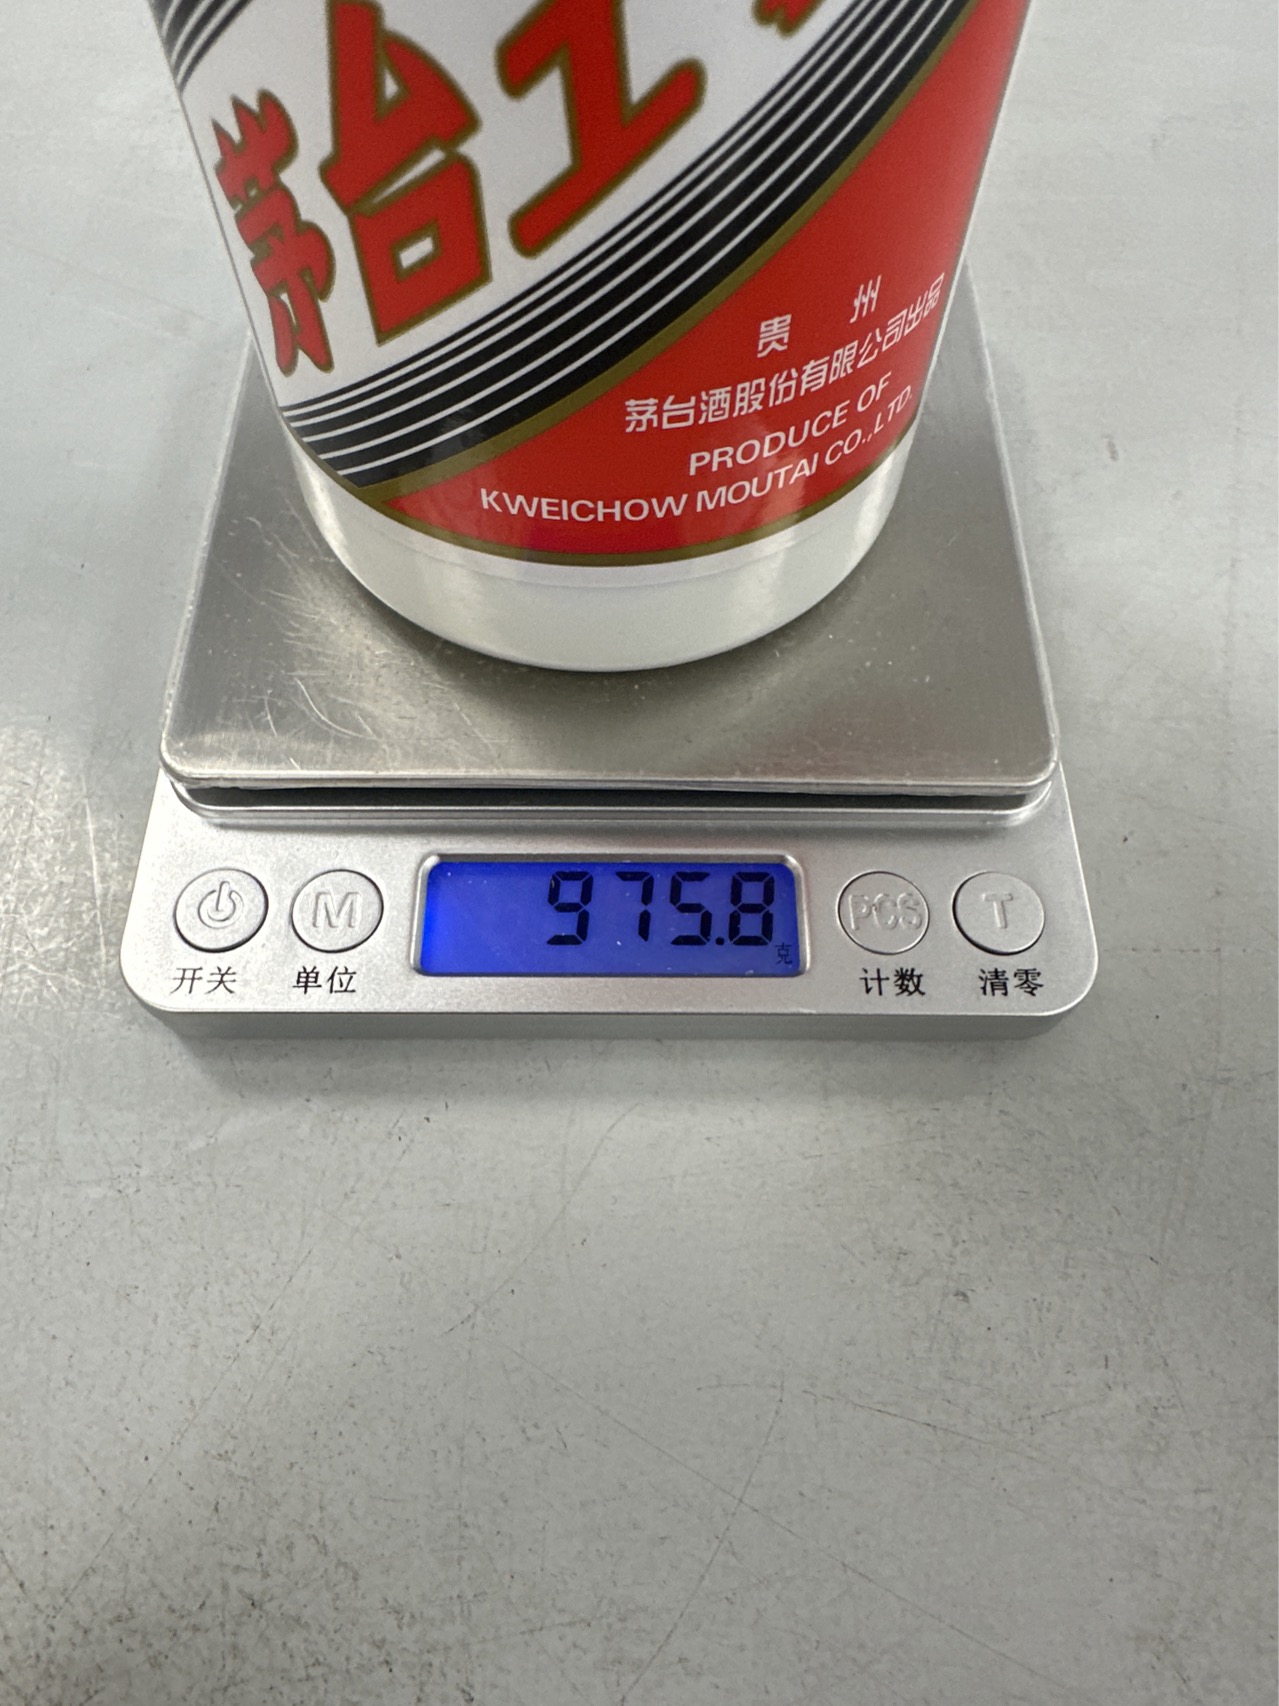 茅台
贵 州
茅台酒股份有限公司出品
PRODUCE OF
KWEICHOW MOUTAI CO.,LTD.
975.8
克
M
PCS
T
开关
单位
计数
清零